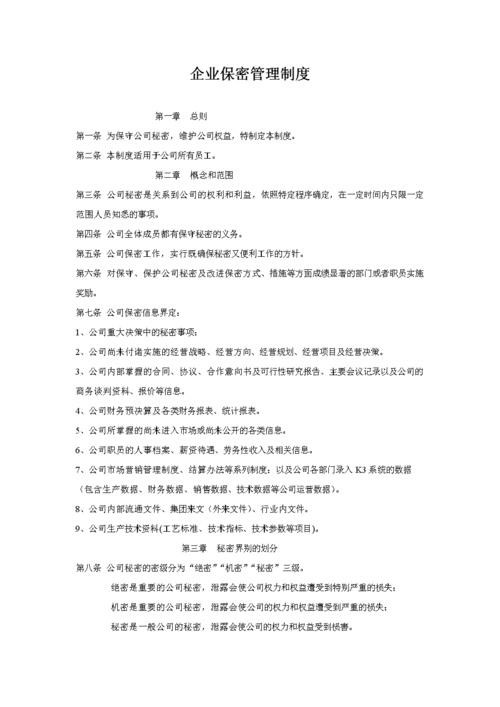 企业保密管理制度
第一章 总则
第一条 为保守公司秘密，维护公司权益，特制定本制度。
第二条 本制度适用于公司所有员工。
第二章 概念和范围
第三条 公司秘密是关系到公司的权利和利益，依照特定程序确定，在一定时间内只限一定
范围人员知悉的事项。
第四条 公司全体成员都有保守秘密的义务。
第五条 公司保密工作，实行既确保秘密又便利工作的方针。
第六条 对保守、保护公司秘密及改进保密方式、措施等方面成绩显著的部门或者职员实施
奖励。
第七条 公司保密信息界定：
1、公司重大决策中的秘密事项；
2、公司尚未付诸实施的经营战略、经营方向、经营规划、经营项目及经营决策。
3、公司内部掌握的合同、协议、合作意向书及可行性研究报告、主要会议记录以及公司的
商务谈判资料、报价等信息。
4、公司财务预决算及各类财务报表、统计报表。
5、公司所掌握的尚未进入市场或尚未公开的各类信息。
6、公司职员的人事档案、薪资待遇、劳务性收入及相关信息。
7、公司市场营销管理制度、结算办法等系列制度；以及公司各部门录入 K3 系统的数据
（包含生产数据、财务数据、销售数据、技术数据等公司运营数据）。
8、公司内部流通文件、集团来文（外来文件）、行业内文件。
9、公司生产技术资料(工艺标准、技术指标、技术参数等项目)。
第三章 秘密界别的划分
第八条 公司秘密的密级分为“绝密”“机密”“秘密”三级。
绝密是重要的公司秘密，泄露会使公司权力和权益遭受到特别严重的损失；
机密是重要的公司秘密，泄露会使公司的权力和权益遭受到严重的损失；
秘密是一般公司的秘密，泄露会使公司的权力和权益受到损害。